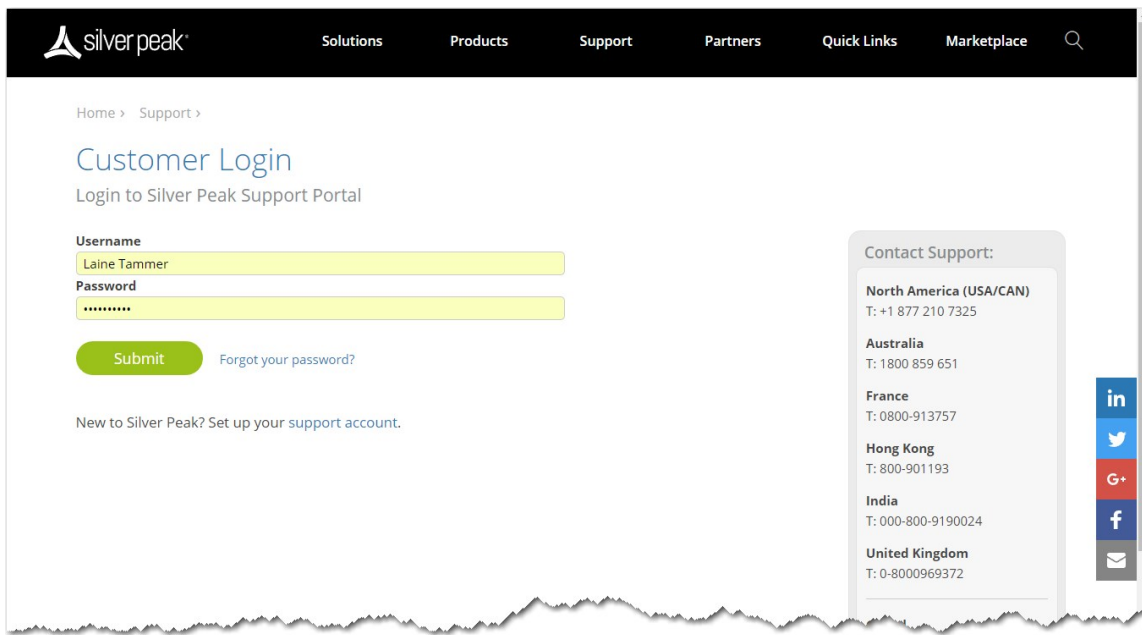 silver peak
Solutions Products Support Partners Quick Links Marketplace
Home › Support ›
Customer Login
Login to Silver Peak Support Portal
Username
Laine Tammer
Password
••••••••••
Submit Forgot your password?
New to Silver Peak? Set up your support account.
Contact Support:
North America (USA/CAN)
T: +1 877 210 7325
Australia
T: 1800 859 651
France
T: 0800-913757
Hong Kong
T: 800-901193
India
T: 000-800-9190024
United Kingdom
T: 0-8000969372
in
G+
f